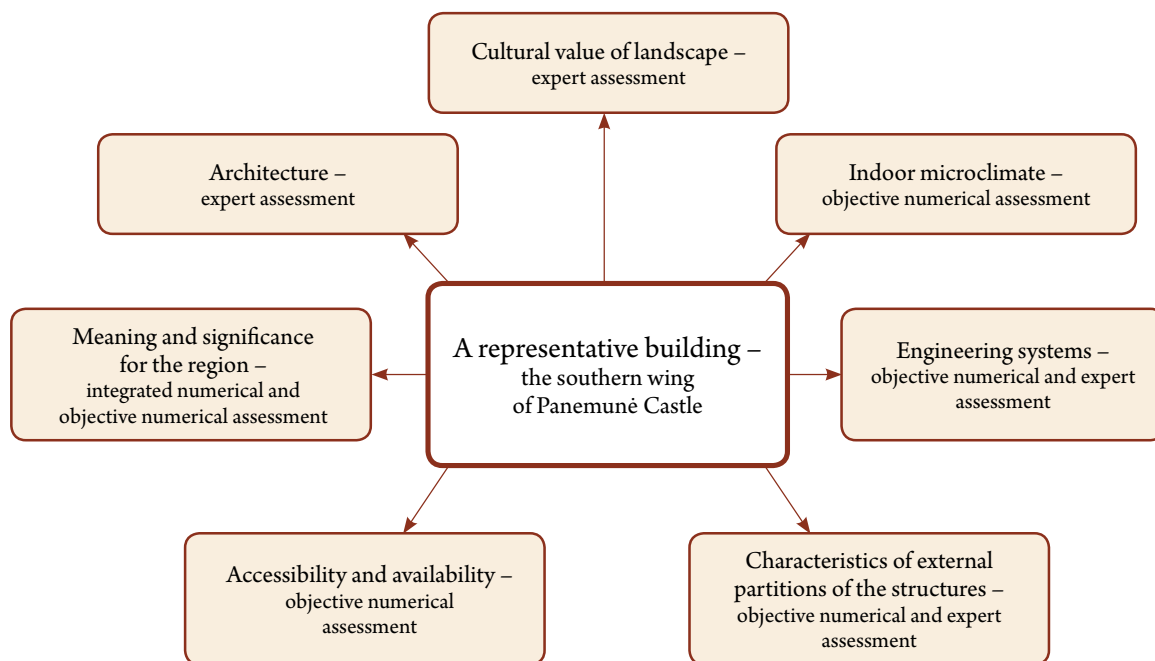 Cultural value of landscape –
expert assessment
Architecture –
expert assessment
Indoor microclimate –
objective numerical assessment
Meaning and significance
for the region –
integrated numerical and
objective numerical assessment
A representative building –
the southern wing
of Panemunė Castle
Engineering systems –
objective numerical and expert
assessment
Accessibility and availability –
objective numerical
assessment
Characteristics of external
partitions of the structures –
objective numerical and expert
assessment